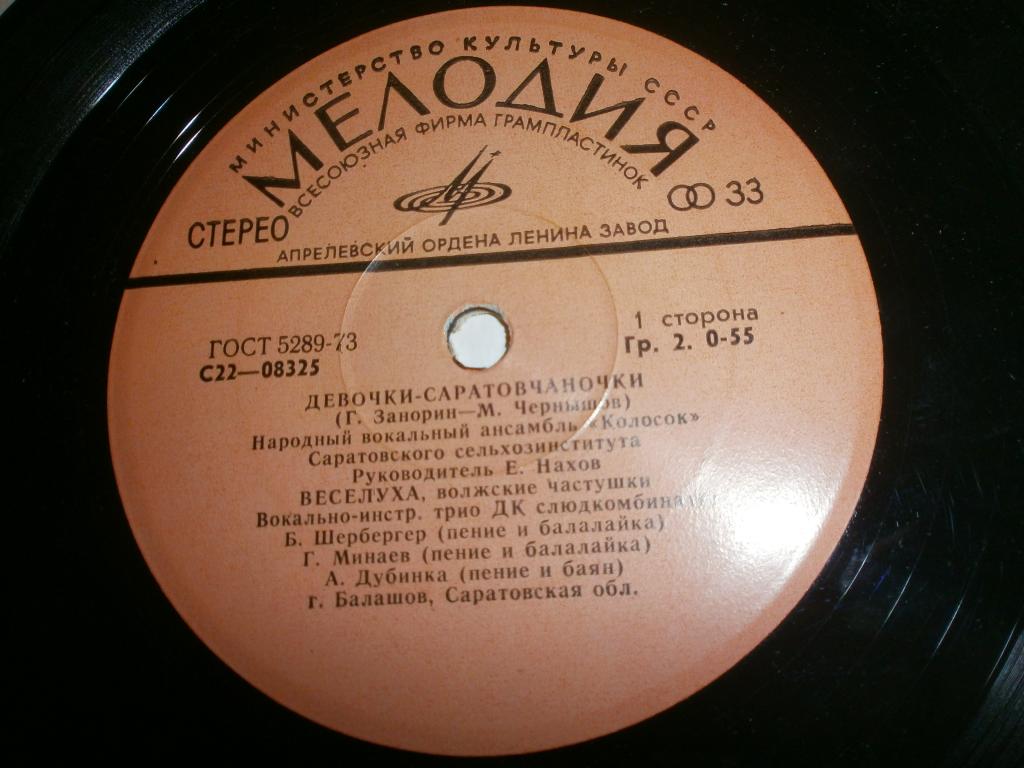 МИНИСТЕРСТВО КУЛЬТУРЫ СССР
МЕЛОДИЯ
ВСЕСОЮЗНАЯ ФИРМА ГРАМПЛАСТИНОК
СТЕРЕО
33
АПРЕЛЕВСКИЙ ОРДЕНА ЛЕНИНА ЗАВОД
ГОСТ 5289-73
С22—08325
1 сторона
Гр. 2. 0-55
ДЕВОЧКИ-САРАТОВЧАНОЧКИ
(Г. Занорин—М. Чернышов)
Народный вокальный ансамбль «Колосок»
Саратовского сельхозинститута
Руководитель Е. Нахов
ВЕСЕЛУХА, волжские частушки
Вокально-инстр. трио ДК слюдкомбината
Б. Шербергер (пение и балалайка)
Г. Минаев (пение и балалайка)
А. Дубинка (пение и баян)
г. Балашов, Саратовская обл.